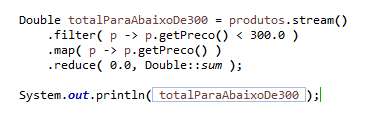 Double totalParaAbaixoDe300 = produtos.stream()
.filter( p -> p.getPreco() < 300.0 )
.map( p -> p.getPreco() )
.reduce( 0.0, Double::sum );
System.out.println( totalParaAbaixoDe300 );